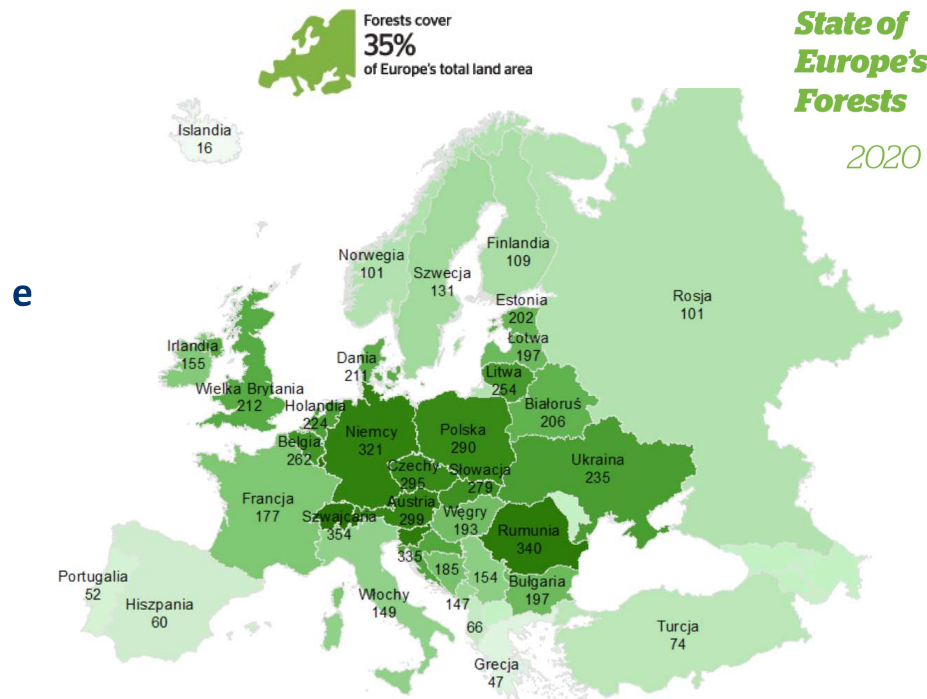 Forests cover
35%
of Europe's total land area
State of
Europe's
Forests
2020
Islandia
16
Norwegia
101
Szwecja
131
Finlandia
109
Rosja
101
e
Estonia
202
Łotwa
197
Litwa
254
Irlandia
155
Dania
211
Wielka Brytania
212
Holandia
224
Białoruś
206
Belgia
262
Niemcy
321
Polska
290
Ukraina
235
Czechy
295
Słowacja
279
Francja
177
Austria
299
Szwajcaria
354
Węgry
193
Rumunia
340
335
185
154
Bułgaria
197
Portugalia
52
Hiszpania
60
Włochy
149
147
66
Grecja
47
Turcja
74